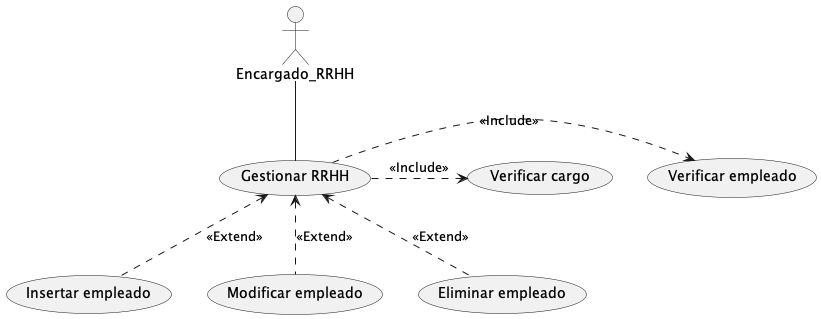 Encargado_RRHH
«Include»
Gestionar RRHH
«Include»
Verificar cargo
Verificar empleado
«Extend»
«Extend»
«Extend»
Insertar empleado
Modificar empleado
Eliminar empleado